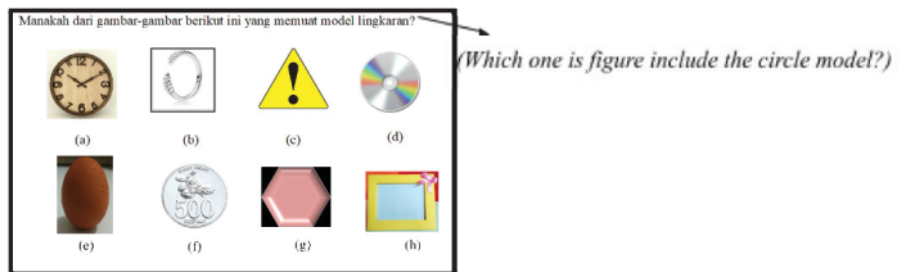 Manakah dari gambar-gambar berikut ini yang memuat model lingkaran?
(Which one is figure include the circle model?)
(a) (b) (c) (d)
500
(e) (f) (g) (h)